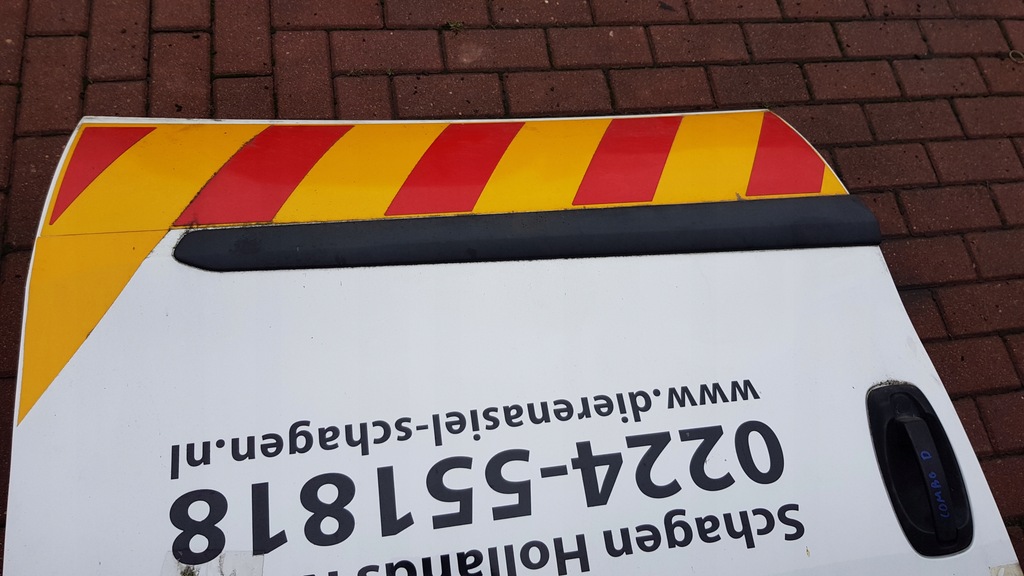 Schagen Hollands
0224-551818
www.dierenasiel-schagen.nl
COMBO D